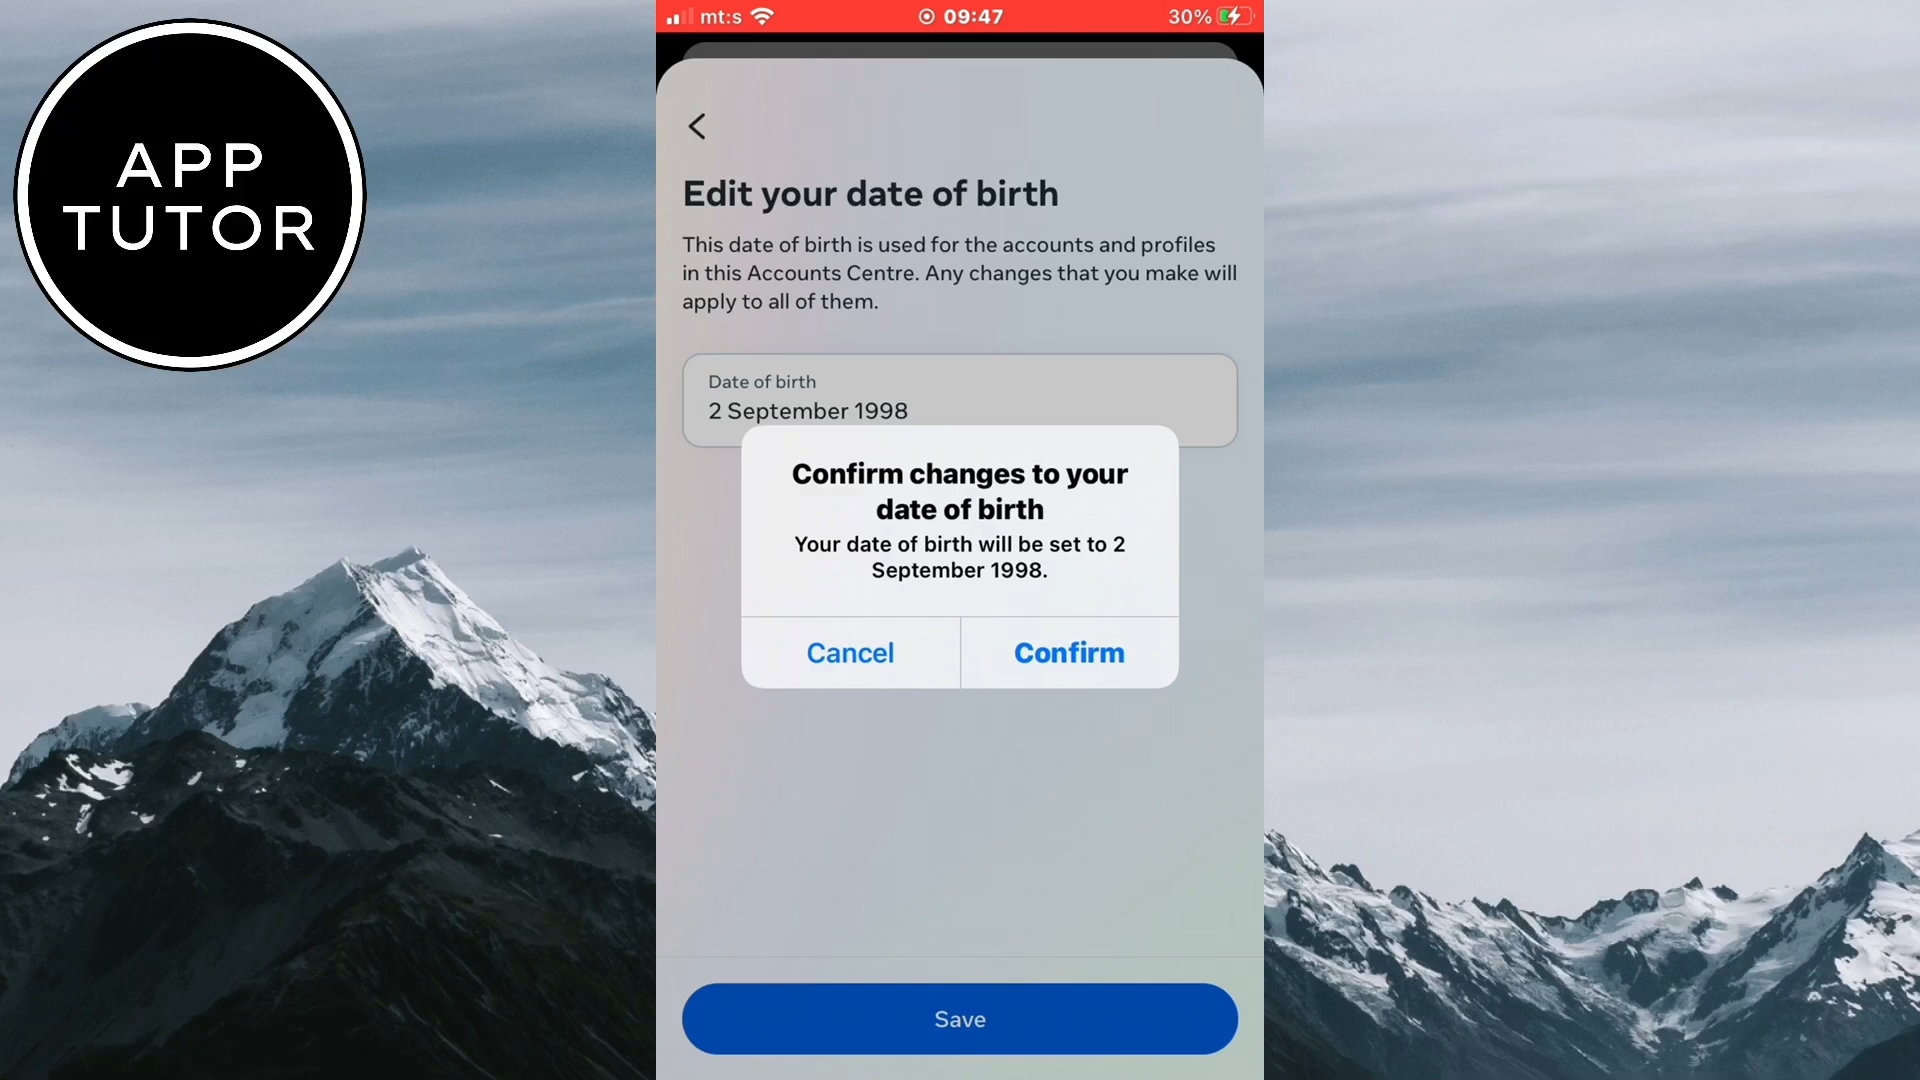 APP
TUTOR
mt:s
09:47
30%
Edit your date of birth
This date of birth is used for the accounts and profiles
in this Accounts Centre. Any changes that you make will
apply to all of them.
Date of birth
2 September 1998
Confirm changes to your
date of birth
Your date of birth will be set to 2
September 1998.
Cancel
Confirm
Save